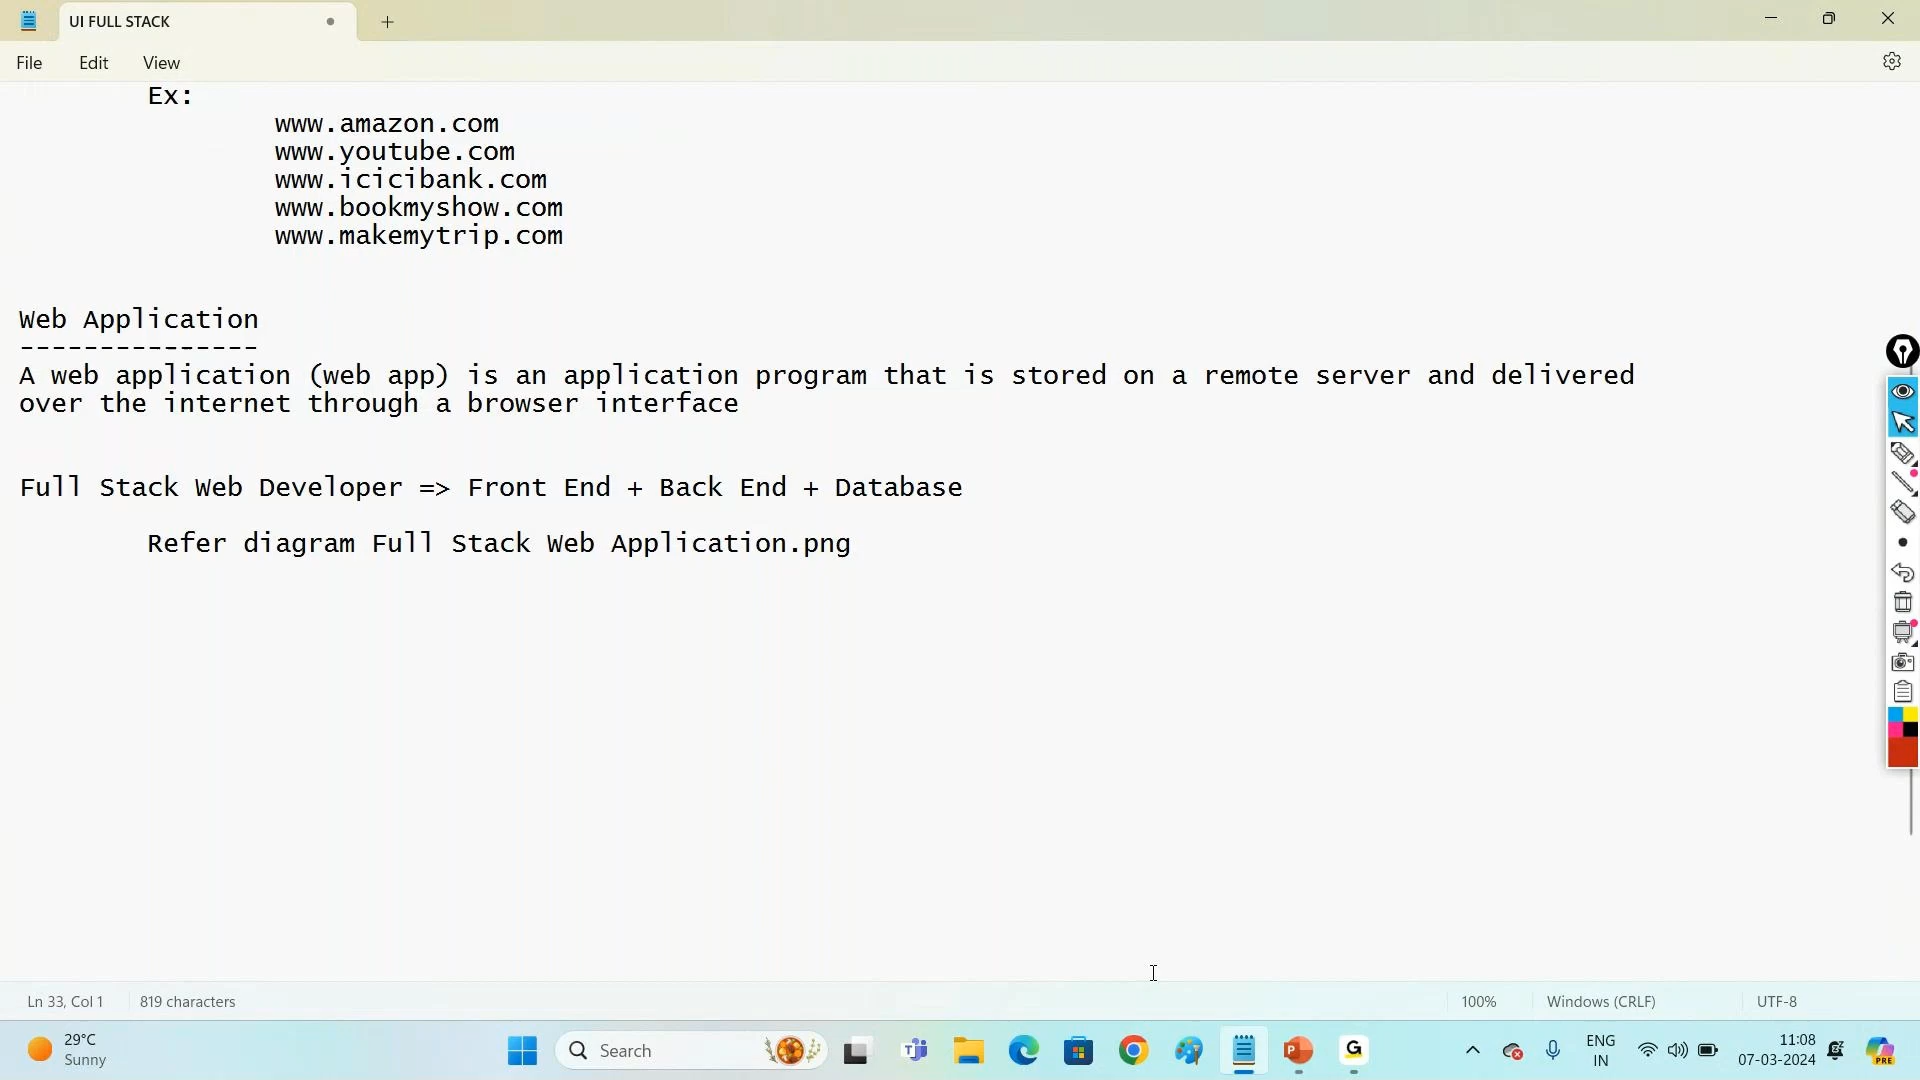 UI FULL STACK
File Edit View
Ex:
www.amazon.com
www.youtube.com
www.icicibank.com
www.bookmyshow.com
www.makemytrip.com
Web Application
---------------
A web application (web app) is an application program that is stored on a remote server and delivered
over the internet through a browser interface
Full Stack Web Developer => Front End + Back End + Database
Refer diagram Full Stack Web Application.png
Ln 33, Col 1 819 characters 100% Windows (CRLF) UTF-8
29°C
Sunny
Search
ENG
IN
11:08
07-03-2024
PRE